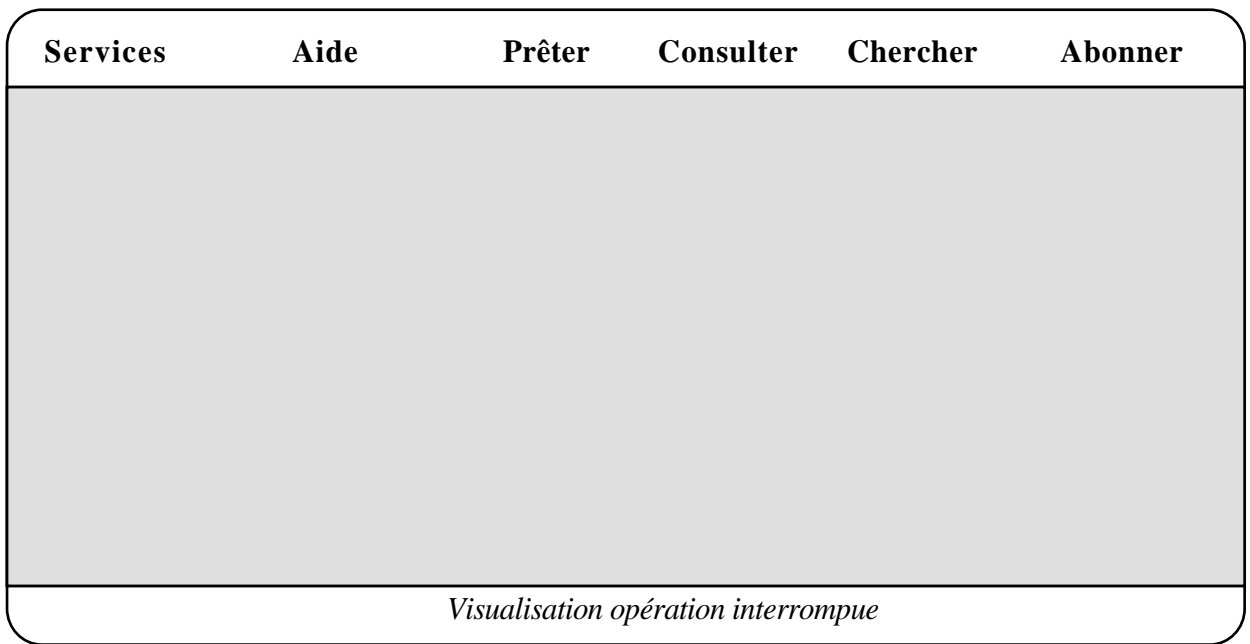 Services Aide Prêter Consulter Chercher Abonner
Visualisation opération interrompue